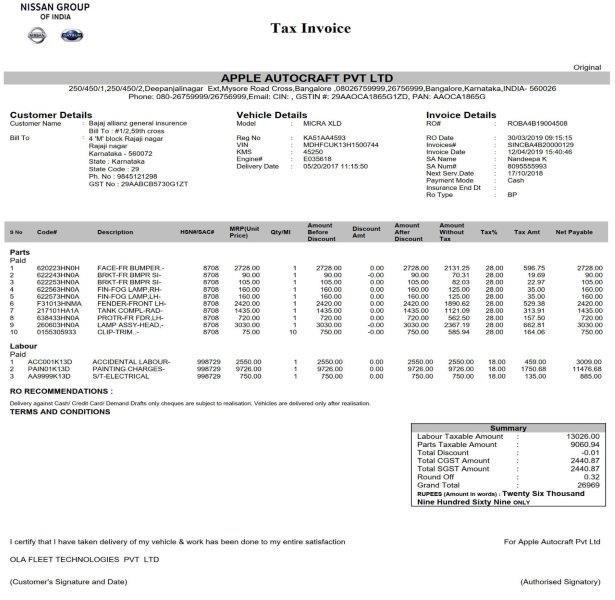 NISSAN GROUP
OF INDIA
NISSAN DATSUN
Tax Invoice
Original
APPLE AUTOCRAFT PVT LTD
250/450/1,250/450/2,Deepanjalinagar Ext,Mysore Road Cross,Bangalore ,08026759999,26756999,Bangalore,Karnataka,INDIA- 560026
Phone: 080-26759999/26756999,Email: CIN: , GSTIN #: 29AAOCA1865G1ZD, PAN: AAOCA1865G
Customer Details Vehicle Details Invoice Details
Customer Name : Bajaj allianz general insurence Model : MICRA XLD RO# : ROBA4B19004508
Bill To : #1/2,59th cross
Bill To : 4 'M' block Rajaji nagar Reg No : KA51AA4593 RO Date : 30/03/2019 09:15:15
Rajaji nagar VIN : MDHFCUK13H1500744 Invoices# : SINCBA4B20000129
Karnataka - 560072 KMS : 45250 Invoice Date : 12/04/2019 15:40:46
State : Karnataka Engine# : E035618 SA Name : Nandeepa K
State Code : 29 Delivery Date : 05/20/2017 11:15:50 SA Num# : 8095555993
Ph. No : 9845121298 Next Serv.Date : 17/10/2018
GST No : 29AABCB5730G1ZT Payment Mode : Cash
Insurance End Dt :
Ro Type : BP
S No Code# Description HSN#/SAC# MRP(Unit Price) Qty/Ml Amount Before Discount Discount Amt Amount After Discount Amount Without Tax Tax% Tax Amt Net Payable
Parts
Paid
1 620223HN0H FACE-FR BUMPER,- 8708 2728.00 1 2728.00 0.00 2728.00 2131.25 28.00 596.75 2728.00
2 622243HN0A BRKT-FR BMPR SI- 8708 90.00 1 90.00 -0.00 90.00 70.31 28.00 19.69 90.00
3 622253HN0A BRKT-FR BMPR SI- 8708 105.00 1 105.00 0.00 105.00 82.03 28.00 22.97 105.00
4 622563HN0A FIN-FOG LAMP,RH- 8708 160.00 1 160.00 0.00 160.00 125.00 28.00 35.00 160.00
5 622573HN0A FIN-FOG LAMP,LH- 8708 160.00 1 160.00 0.00 160.00 125.00 28.00 35.00 160.00
6 F31013HNMA FENDER-FRONT LH- 8708 2420.00 1 2420.00 0.00 2420.00 1890.62 28.00 529.38 2420.00
7 217101HA1A TANK COMPL-RAD- 8708 1435.00 1 1435.00 0.00 1435.00 1121.09 28.00 313.91 1435.00
8 638433HN0A PROTR-FR FDR,LH- 8708 720.00 1 720.00 0.00 720.00 562.50 28.00 157.50 720.00
9 260603HN0A LAMP ASSY-HEAD,- 8708 3030.00 1 3030.00 -0.00 3030.00 2367.19 28.00 662.81 3030.00
10 0155305933 CLIP-TRIM..- 8708 75.00 10 750.00 -0.00 750.00 585.94 28.00 164.06 750.00
Labour
Paid
1 ACC001K13D ACCIDENTAL LABOUR- 998729 2550.00 1 2550.00 0.00 2550.00 2550.00 18.00 459.00 3009.00
2 PAIN01K13D PAINTING CHARGES- 998729 9726.00 1 9726.00 0.00 9726.00 9726.00 18.00 1750.68 11476.68
3 AA9999K13D S/T-ELECTRICAL 998729 750.00 1 750.00 0.00 750.00 750.00 18.00 135.00 885.00
RO RECOMMENDATIONS :
Delivery against Cash/ Credit Card/ Demand Drafts only cheques are subject to realisation. Vehicles are delivered only after realisation.
TERMS AND CONDITIONS
Summary
Labour Taxable Amount : 13026.00
Parts Taxable Amount : 9060.94
Total Discount : -0.01
Total CGST Amount : 2440.87
Total SGST Amount : 2440.87
Round Off : 0.32
Grand Total : 26969
RUPEES (Amount in words) : Twenty Six Thousand
Nine Hundred Sixty Nine ONLY
I certify that I have taken delivery of my vehicle & work has been done to my entire satisfaction For Apple Autocraft Pvt Ltd
OLA FLEET TECHNOLOGIES PVT LTD
(Customer's Signature and Date) (Authorised Signatory)